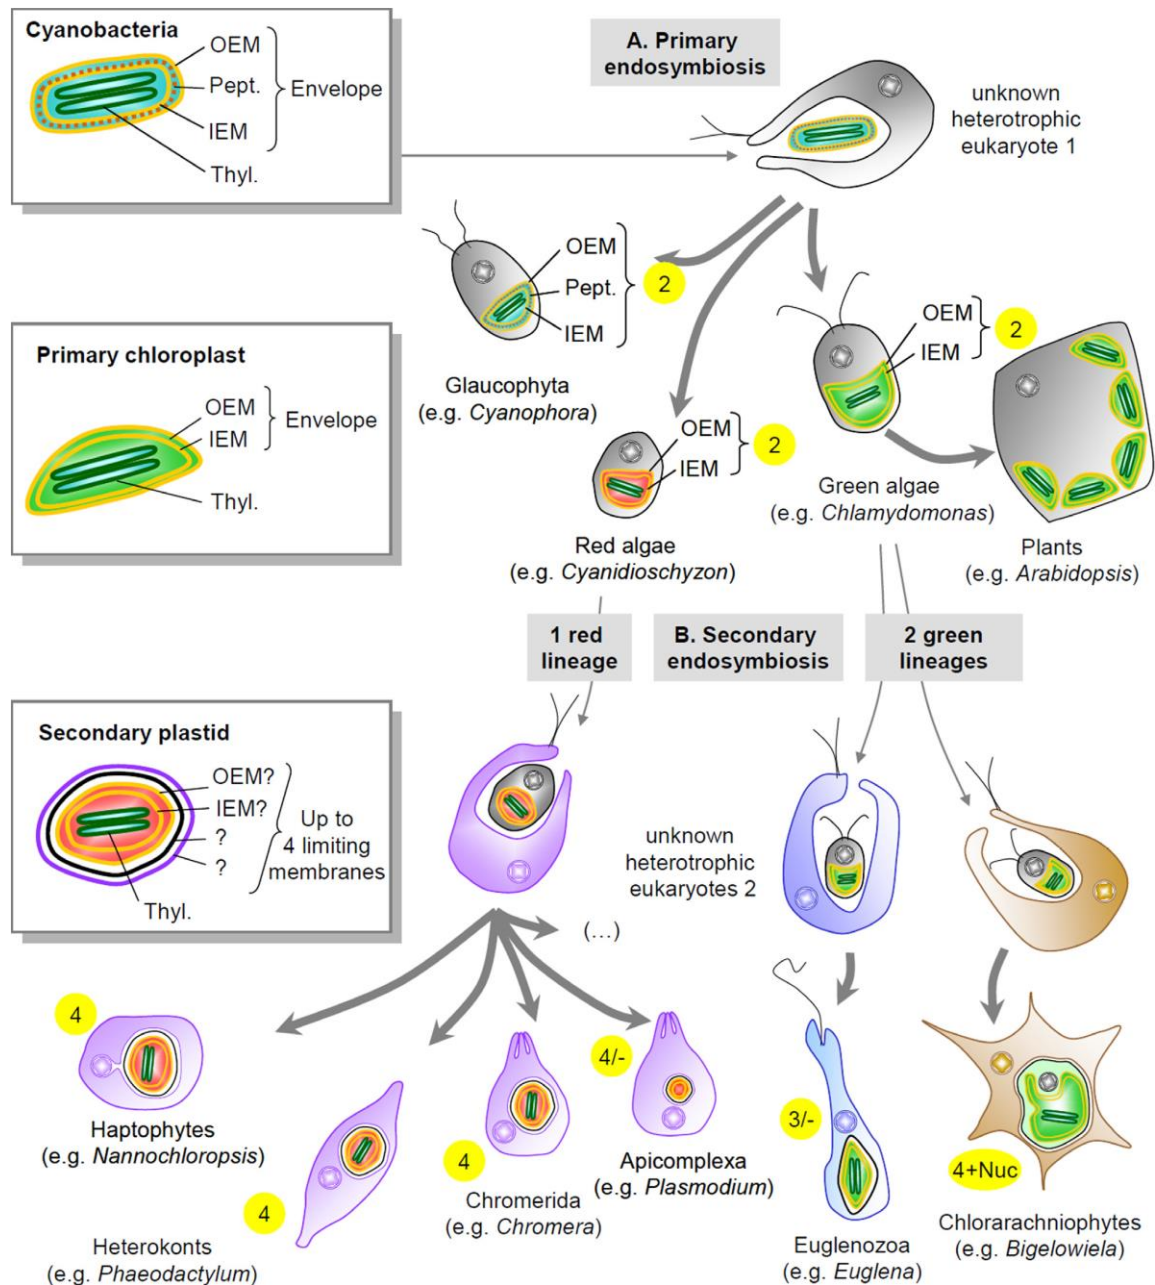 Cyanobacteria
OEM
Pept.
IEM
Envelope
Thyl.
A. Primary
endosymbiosis
unknown
heterotrophic
eukaryote 1
OEM
Pept.
IEM
2
Glaucophyta
(e.g. Cyanophora)
OEM
IEM
2
Green algae
(e.g. Chlamydomonas)
Plants
(e.g. Arabidopsis)
OEM
IEM
2
Red algae
(e.g. Cyanidioschyzon)
Primary chloroplast
OEM
IEM
Envelope
Thyl.
1 red
lineage
B. Secondary
endosymbiosis
2 green
lineages
Secondary plastid
OEM?
IEM?
?
?
Up to
4 limiting
membranes
Thyl.
unknown
heterotrophic
eukaryotes 2
(...)
4
Haptophytes
(e.g. Nannochloropsis)
4
Heterokonts
(e.g. Phaeodactylum)
4
Chromerida
(e.g. Chromera)
4/-
Apicomplexa
(e.g. Plasmodium)
3/-
Euglenozoa
(e.g. Euglena)
4+Nuc
Chlorarachniophytes
(e.g. Bigelowiela)